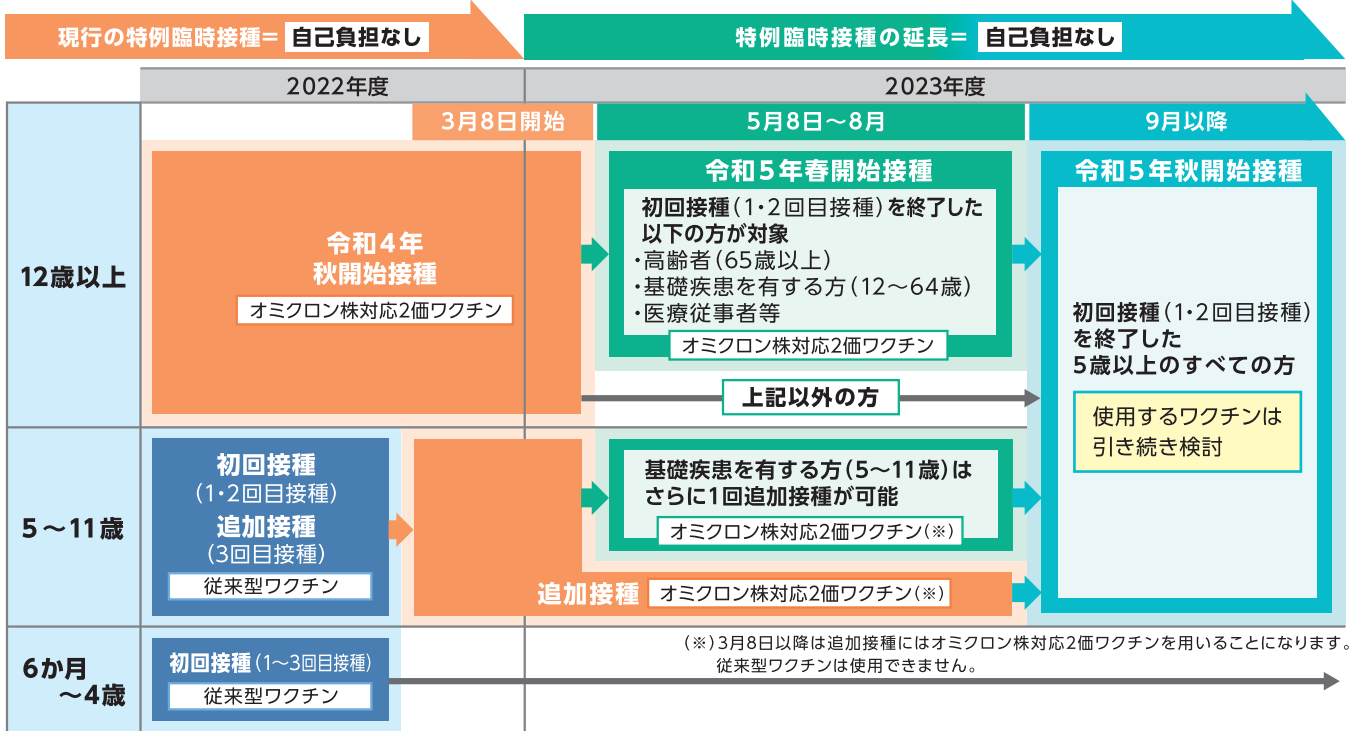 現行の特例臨時接種= 自己負担なし
特例臨時接種の延長= 自己負担なし
2022年度
2023年度
3月8日開始
5月8日〜8月
9月以降
12歳以上
令和4年
秋開始接種
オミクロン株対応2価ワクチン
令和5年春開始接種
初回接種(1・2回目接種)を終了した
以下の方が対象
・高齢者(65歳以上)
・基礎疾患を有する方(12〜64歳)
・医療従事者等
オミクロン株対応2価ワクチン
上記以外の方
令和5年秋開始接種
初回接種(1・2回目接種)
を終了した
5歳以上のすべての方
使用するワクチンは
引き続き検討
5〜11歳
初回接種
(1・2回目接種)
追加接種
(3回目接種)
従来型ワクチン
基礎疾患を有する方(5〜11歳)は
さらに1回追加接種が可能
オミクロン株対応2価ワクチン(※)
追加接種 オミクロン株対応2価ワクチン(※)
6か月
〜4歳
初回接種(1〜3回目接種)
従来型ワクチン
(※)3月8日以降は追加接種にはオミクロン株対応2価ワクチンを用いることになります。
従来型ワクチンは使用できません。